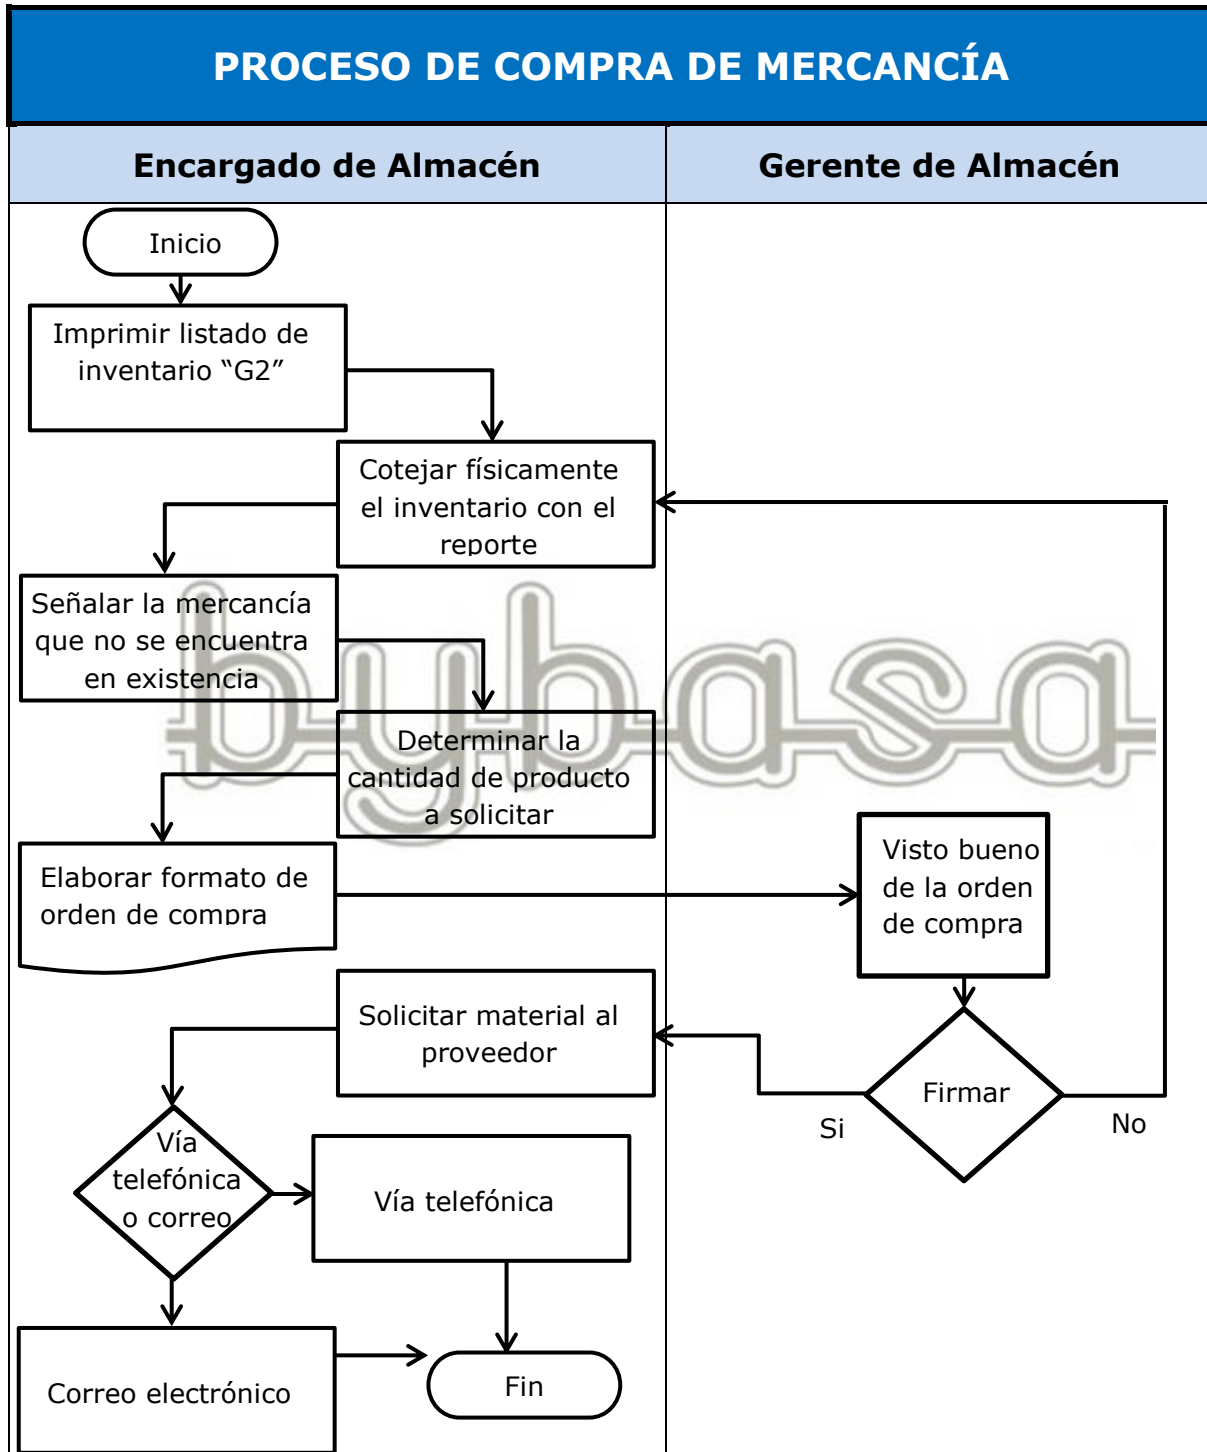 PROCESO DE COMPRA DE MERCANCÍA
Encargado de Almacén
Gerente de Almacén
Inicio
Imprimir listado de
inventario “G2”
Cotejar físicamente
el inventario con el
reporte
Señalar la mercancía
que no se encuentra
en existencia
bybasa
Determinar la
cantidad de producto
a solicitar
Elaborar formato de
orden de compra
Visto bueno
de la orden
de compra
Solicitar material al
proveedor
Firmar
Si
No
Vía
telefónica
o correo
Vía telefónica
Correo electrónico
Fin